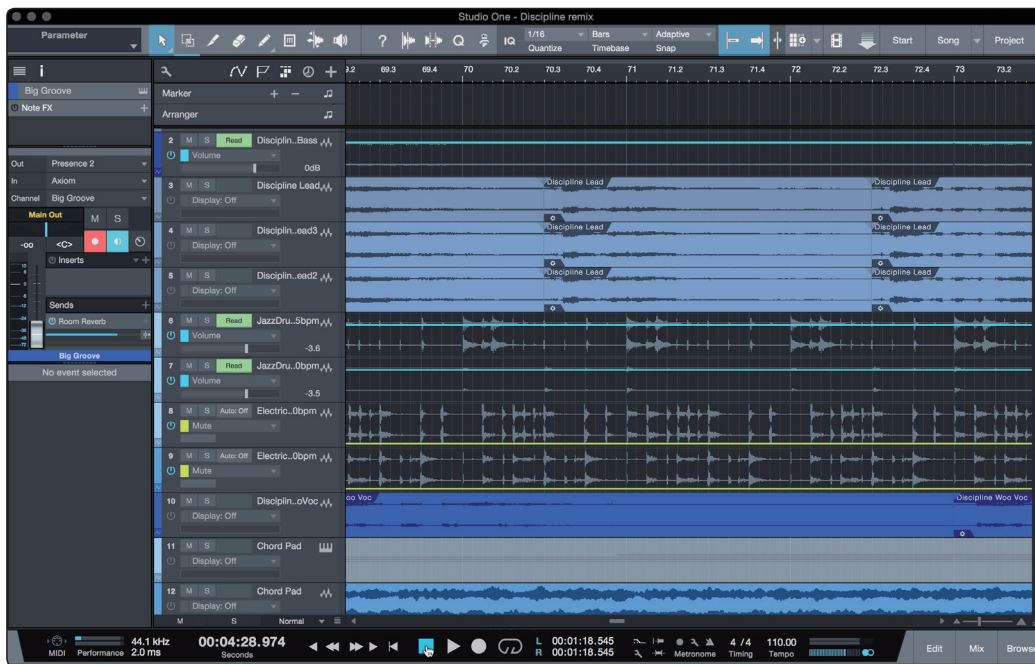 Studio One - Discipline remix
Parameter
1/16 Bars Adaptive
IQ Quantize Timebase Snap
Start Song Project
Big Groove
Note FX
Marker
Arranger
69.3 69.4 70 70.2 70.3 70.4 71 71.2 71.3 71.4 72 72.2 72.3 72.4 73 73.2
2 M S Read Disciplin..Bass
Volume
0dB
3 M S Discipline Lead
Display: Off
4 M S Disciplin..ead3
Display: Off
5 M S Disciplin..ead2
Display: Off
6 M S Read JazzDru..5bpm
Volume
-3.6
7 M S Read JazzDru..0bpm
Volume
-3.5
8 M S Auto: Off Electric..0bpm
Mute
9 M S Auto: Off Electric..0bpm
Mute
10 M S Disciplin..oVoc
Display: Off
11 M S Chord Pad
Display: Off
12 M S Chord Pad
Display: Off
M S Normal
Discipline Lead Discipline Lead
Discipline Lead Discipline Lead
Discipline Lead Discipline Lead
oo Voc Discipline Woo Voc
Out Presence 2
In Axiom
Channel Big Groove
Main Out M S
-oo <C>
Inserts
Sends
Room Reverb
Big Groove
No event selected
MIDI Performance
44.1 kHz
2.0 ms
00:04:28.974
Seconds
L 00:01:18.545
R 00:01:18.545
Metronome
4 / 4
Timing
110.00
Tempo
Edit Mix Brows